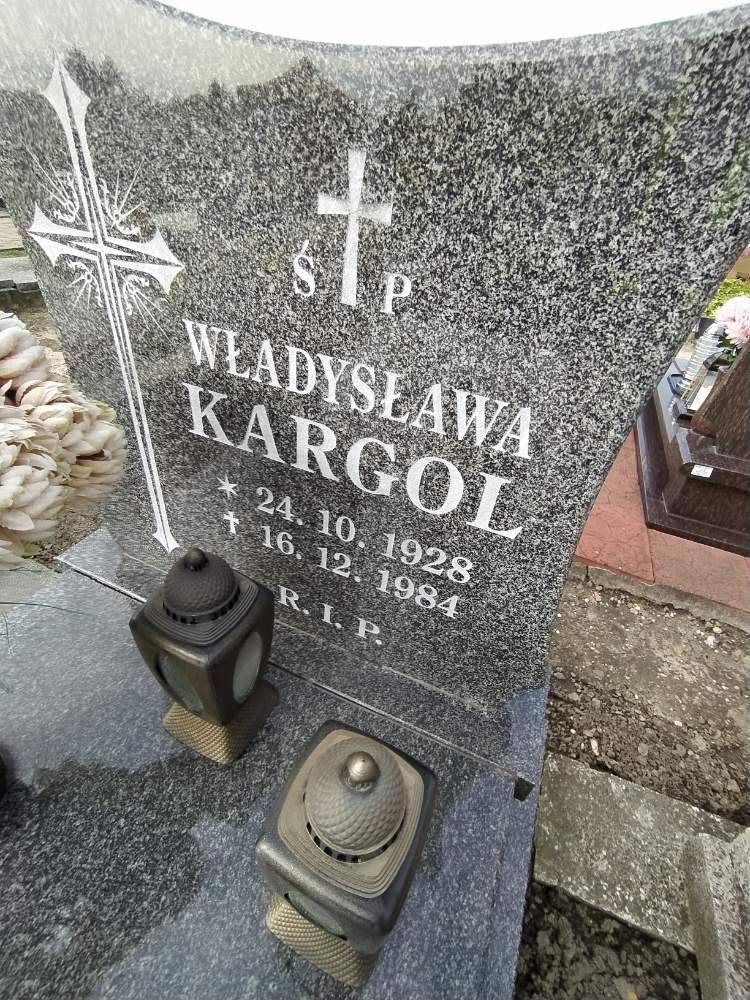 Ś P
WŁADYSŁAWA
KARGOL
* 24. 10. 1928
† 16. 12. 1984
R. I. P.